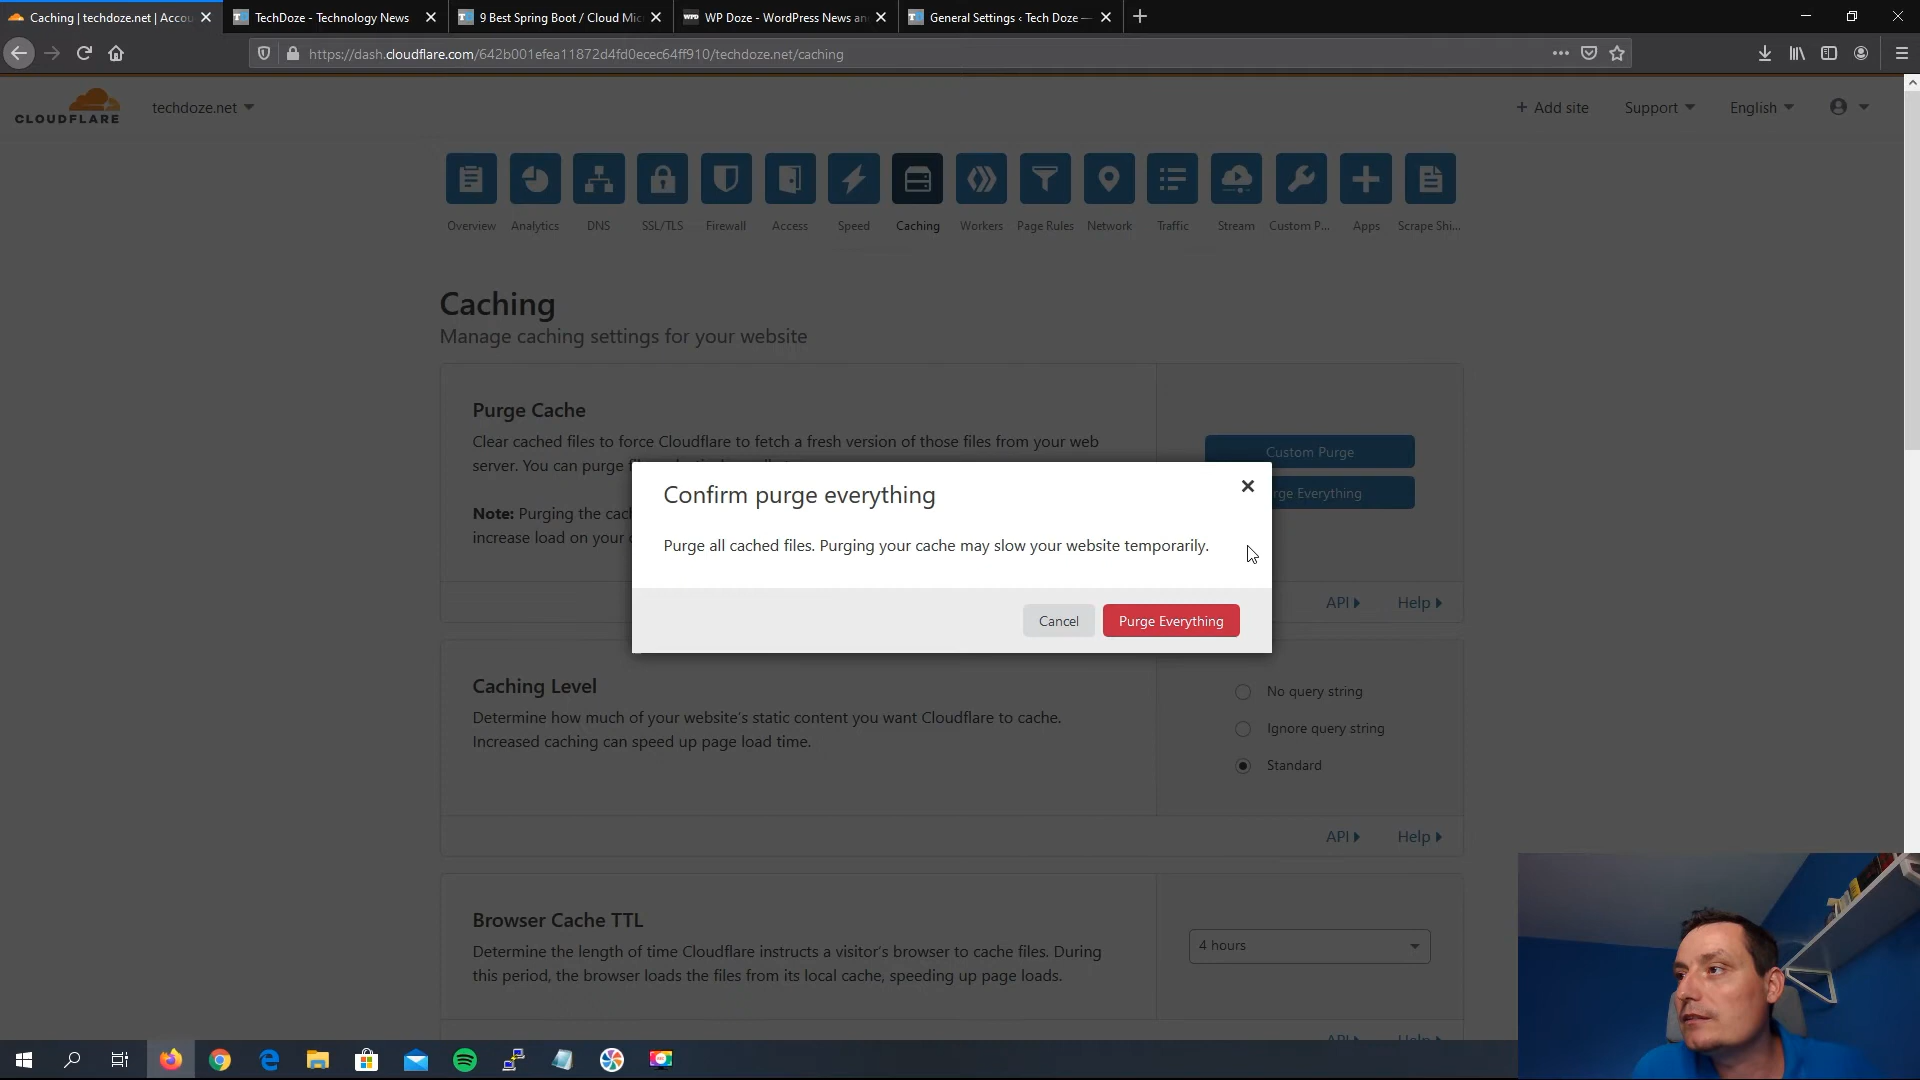 Caching | techdoze.net | Accou
TechDoze - Technology News
9 Best Spring Boot / Cloud Mic
WP Doze - WordPress News an
General Settings ‹ Tech Doze —
https://dash.cloudflare.com/642b001efea11872d4fd0ecec64ff910/techdoze.net/caching
CLOUDFLARE
techdoze.net
+ Add site
Support
English
Overview
Analytics
DNS
SSL/TLS
Firewall
Access
Speed
Caching
Workers
Page Rules
Network
Traffic
Stream
Custom P...
Apps
Scrape Shi...
Caching
Manage caching settings for your website
Purge Cache
Clear cached files to force Cloudflare to fetch a fresh version of those files from your web
server. You can purge
Note: Purging the cac
increase load on your
Custom Purge
rge Everything
API
Help
Confirm purge everything
Purge all cached files. Purging your cache may slow your website temporarily.
Cancel
Purge Everything
Caching Level
Determine how much of your website's static content you want Cloudflare to cache.
Increased caching can speed up page load time.
No query string
Ignore query string
Standard
API
Help
Browser Cache TTL
Determine the length of time Cloudflare instructs a visitor's browser to cache files. During
this period, the browser loads the files from its local cache, speeding up page loads.
4 hours